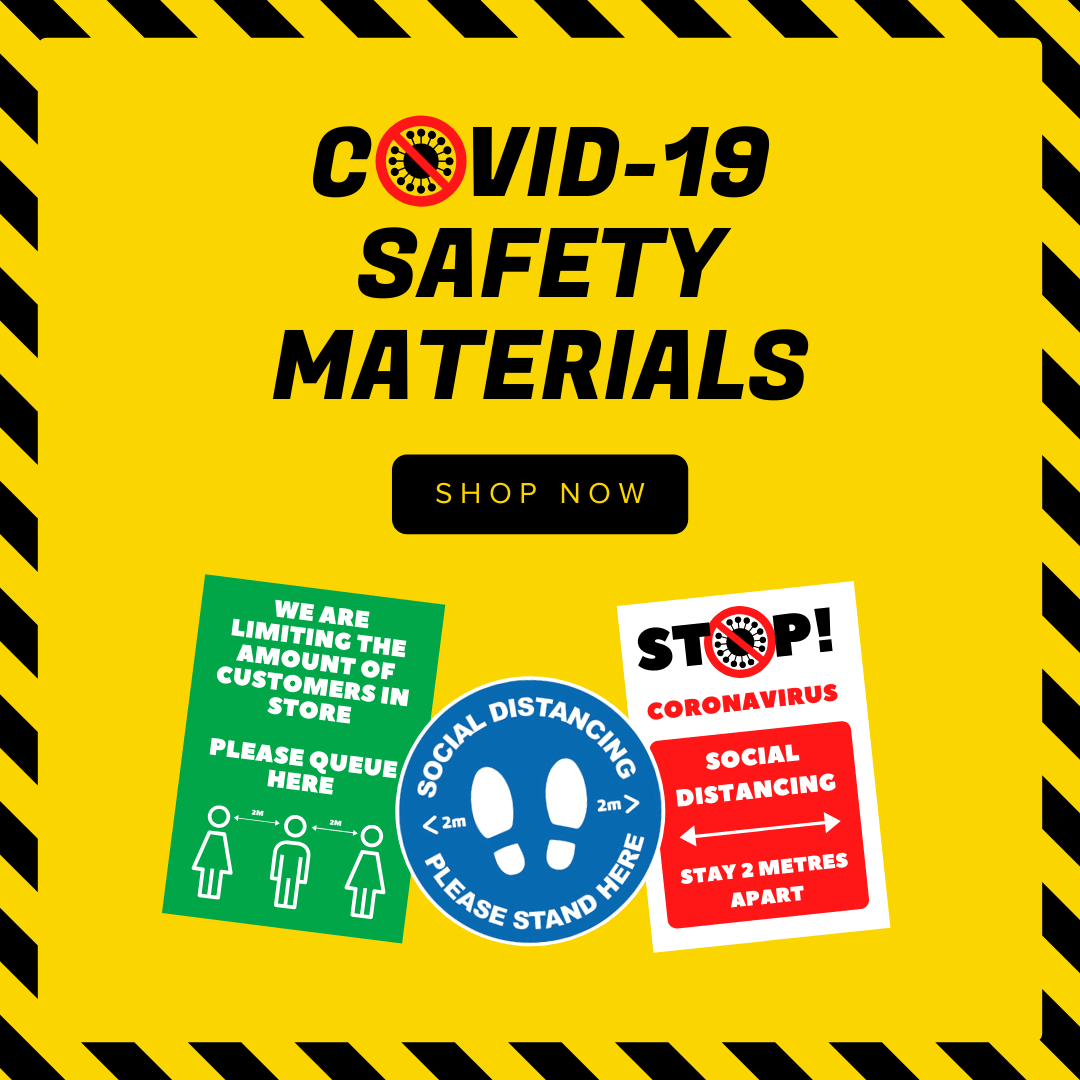 COVID-19
SAFETY
MATERIALS
SHOP NOW
WE ARE
LIMITING THE
AMOUNT OF
CUSTOMERS IN
STORE
PLEASE QUEUE
HERE
2M
2M
SOCIAL DISTANCING
< 2m
2m >
PLEASE STAND HERE
STOP!
CORONAVIRUS
SOCIAL
DISTANCING
STAY 2 METRES
APART